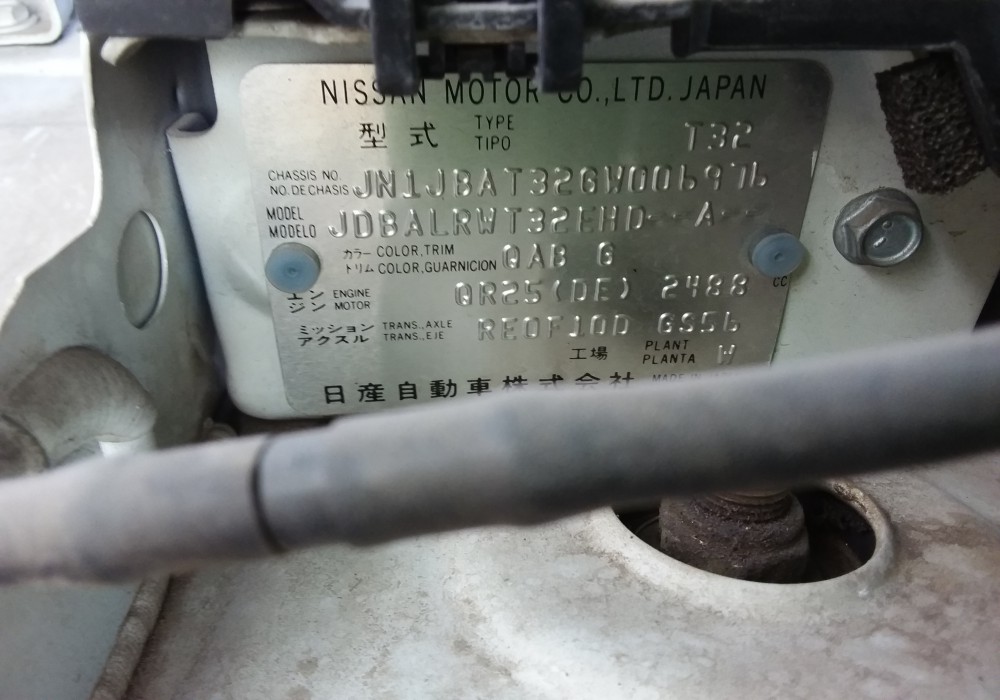 NISSAN MOTOR CO.,LTD. JAPAN
型式 TYPE TIPO T32
CHASSIS NO. NO. DE CHASIS JN1JBAT32GW006976
MODEL MODELO JDBALRWT32EHD---A--
カラー COLOR,TRIM トリム COLOR,GUARNICION QAB G
エンジン ENGINE MOTOR QR25(DE) 2488 CC
ミッション TRANS.,AXLE アクスル TRANS.,EJE RE0F10D GS56
工場 PLANT PLANTA W
日産自動車株式会社 MADE IN